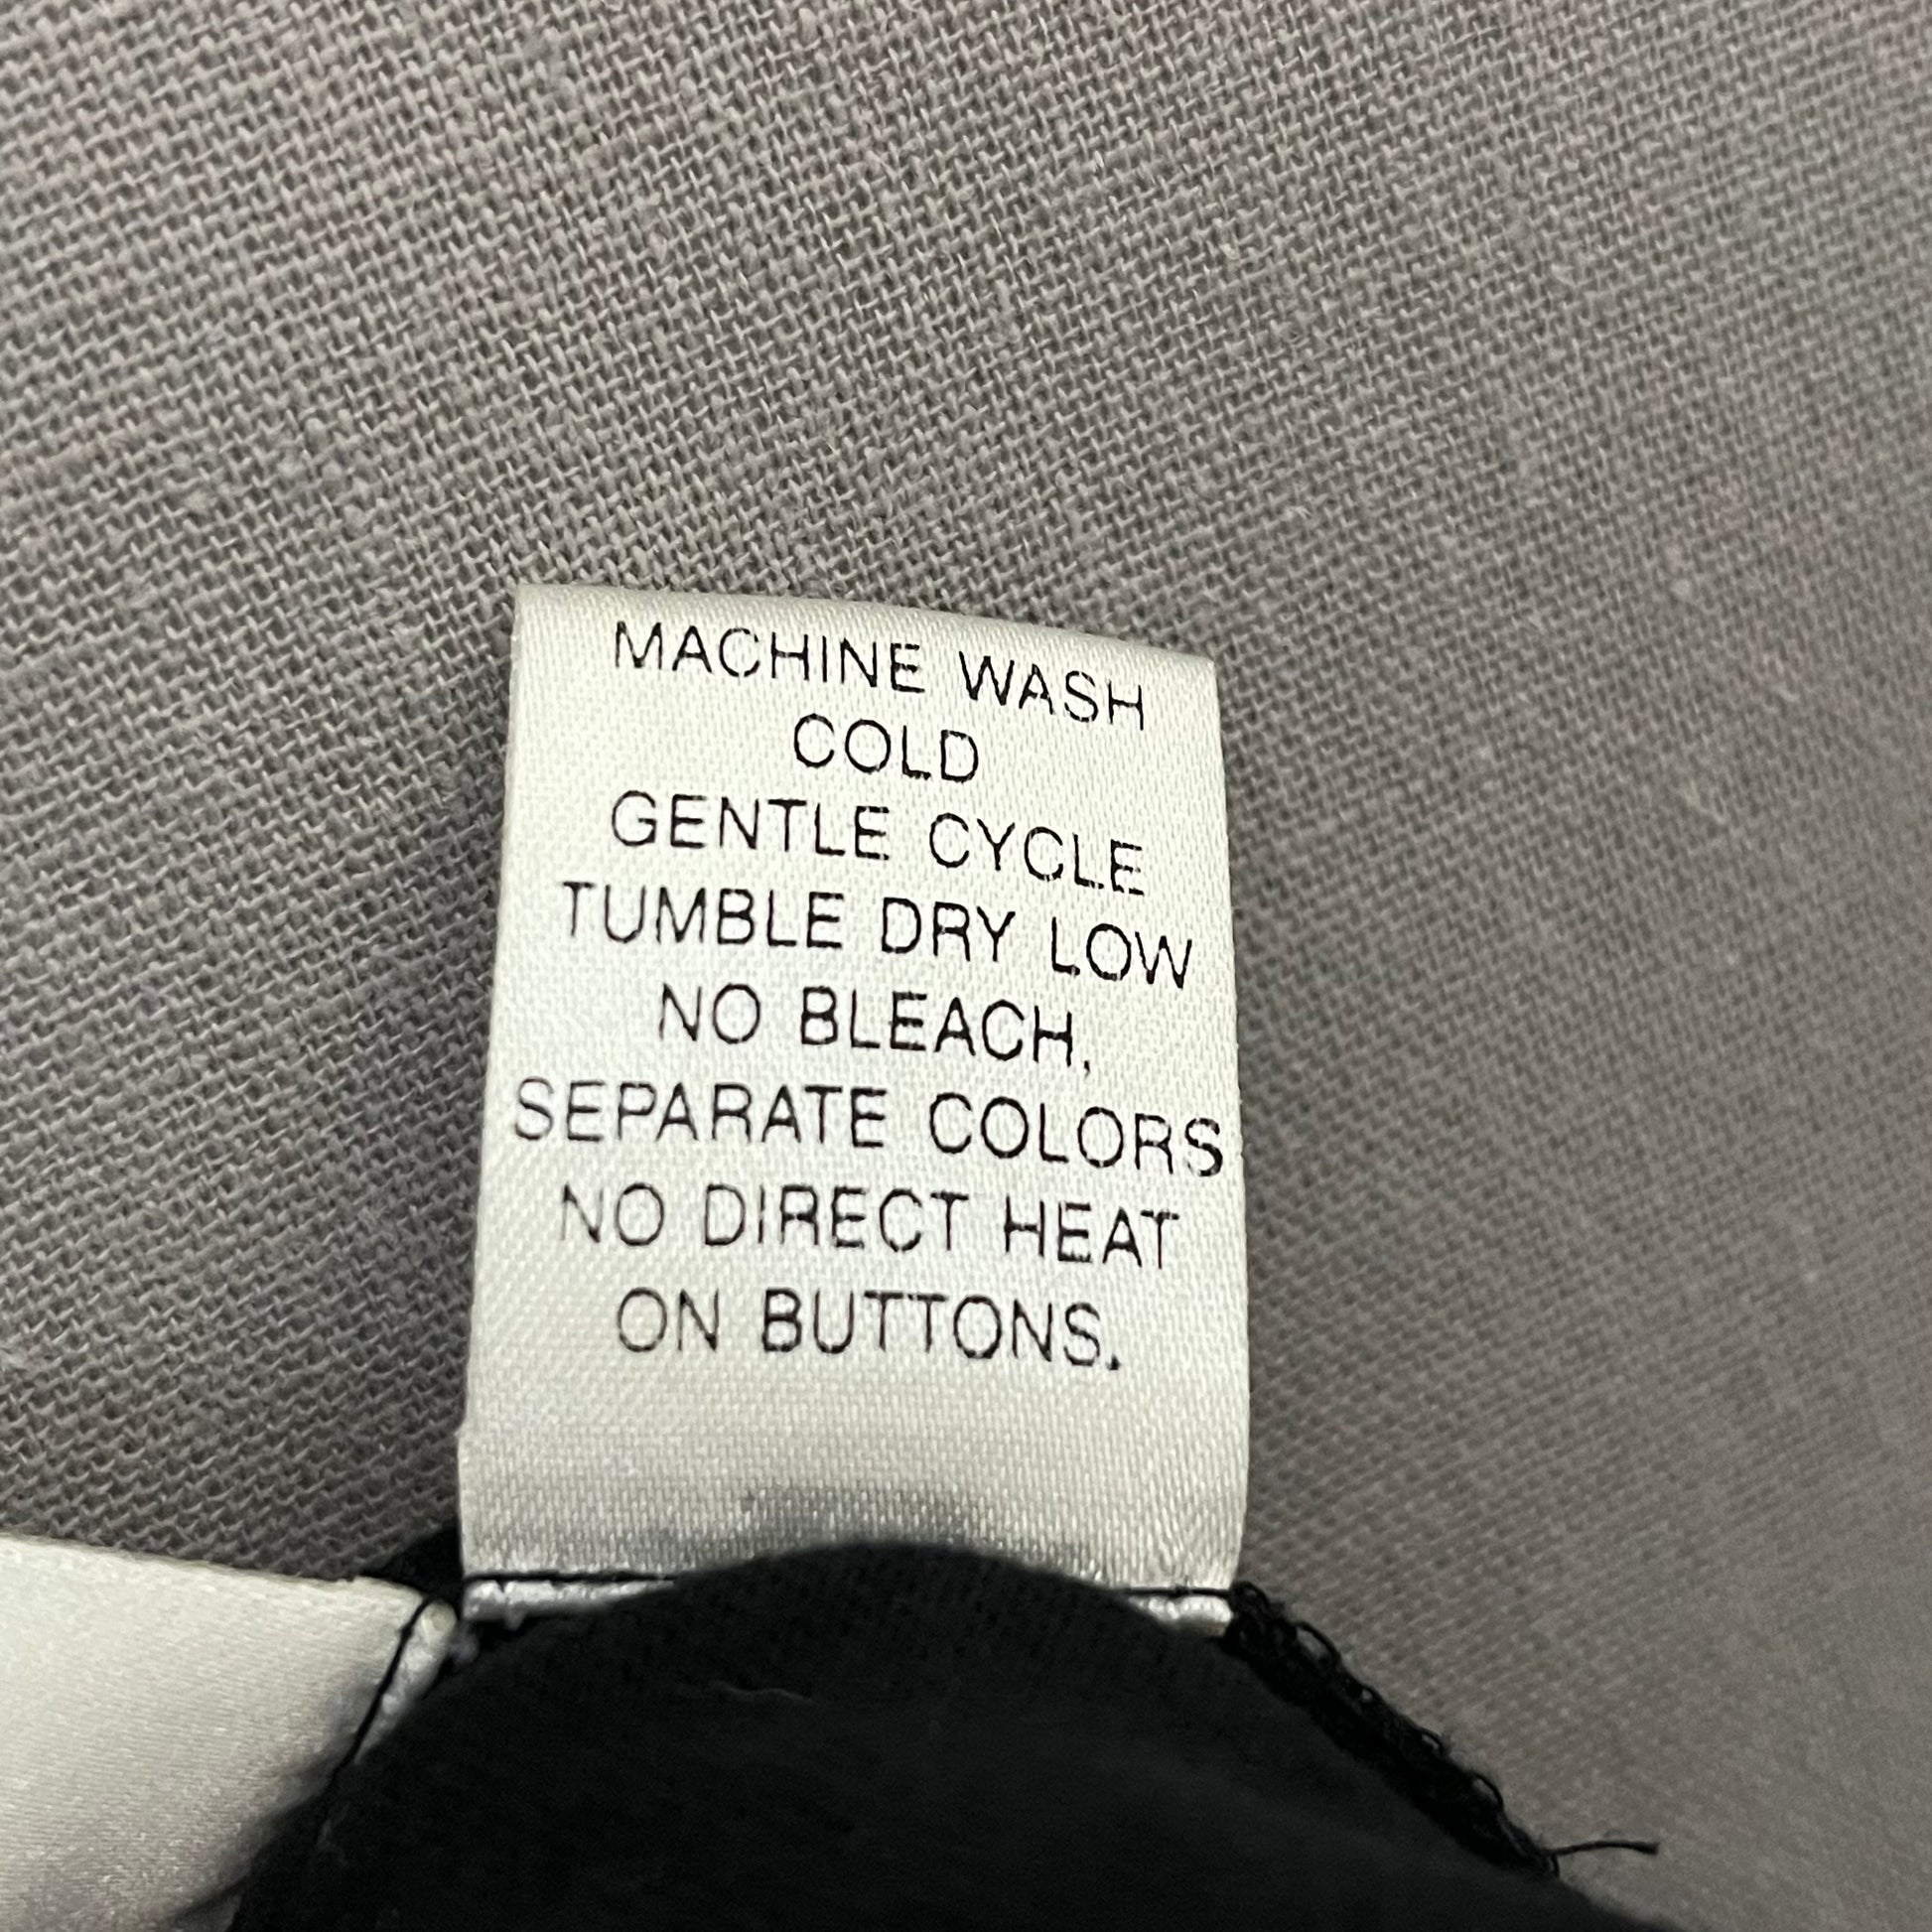 MACHINE WASH
COLD
GENTLE CYCLE
TUMBLE DRY LOW
NO BLEACH,
SEPARATE COLORS
NO DIRECT HEAT
ON BUTTONS.